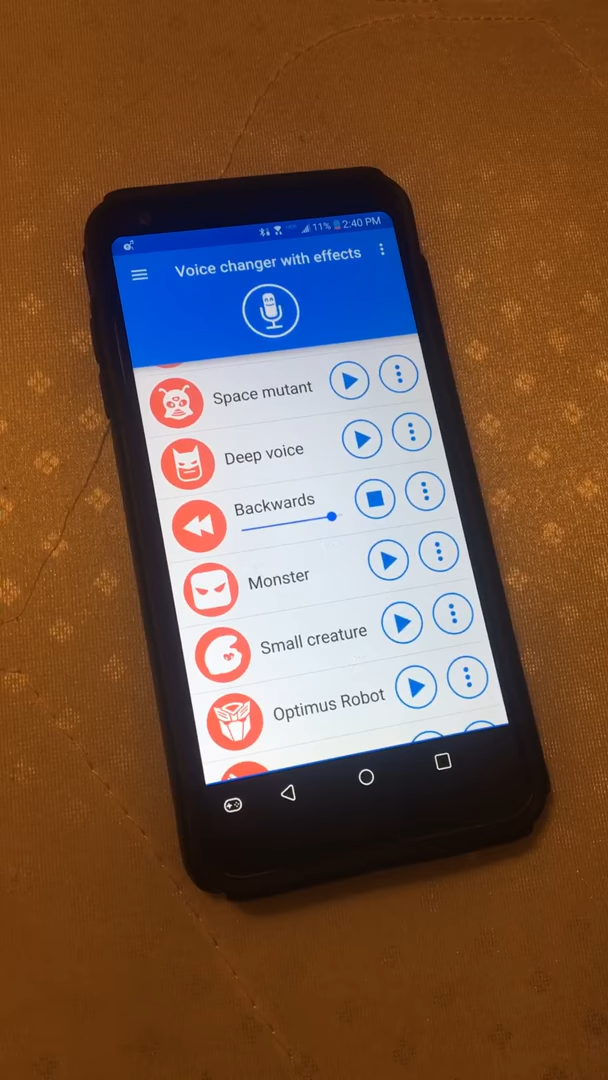 11% 2:40 PM
Voice changer with effects
Space mutant
Deep voice
Backwards
Monster
Small creature
Optimus Robot